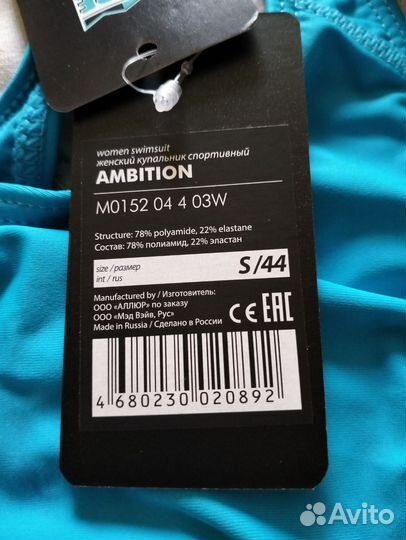 women swimsuit
женский купальник спортивный
AMBITION
M0152 04 4 03W
Structure: 78% polyamide, 22% elastane
Состав: 78% полиамид, 22% эластан
size / размер
int / rus
S/44
Manufactured by / Изготовитель:
ООО «АЛЛЮР» по заказу
ООО «Мэд Вэйв, Рус»
Made in Russia / Сделано в России
CE EAC
4 680230 020892
Avito